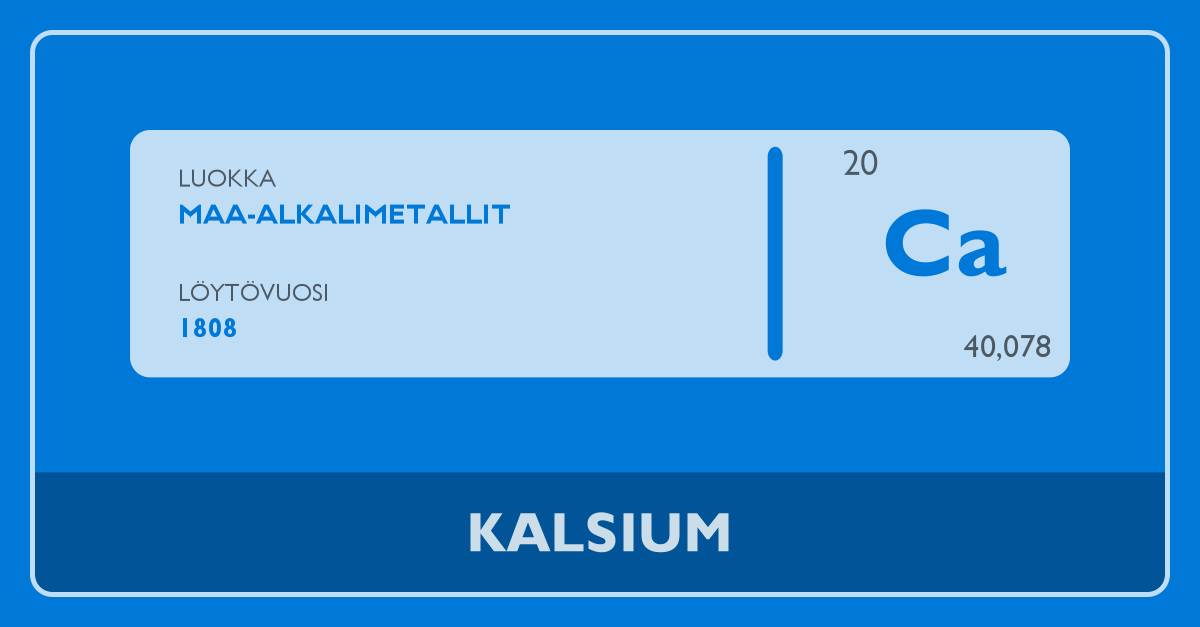 LUOKKA
MAA-ALKALIMETALLIT
LÖYTÖVUOSI
1808
20
Ca
40,078
KALSIUM